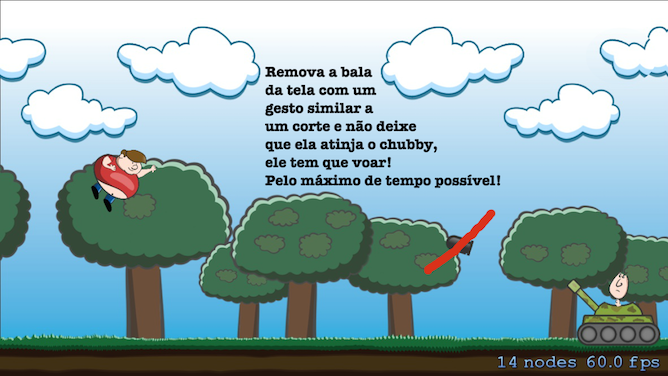 Remova a bala
da tela com um
gesto similar a
um corte e não deixe
que ela atinja o chubby,
ele tem que voar!
Pelo máximo de tempo possível!
14 nodes 60.0 fps